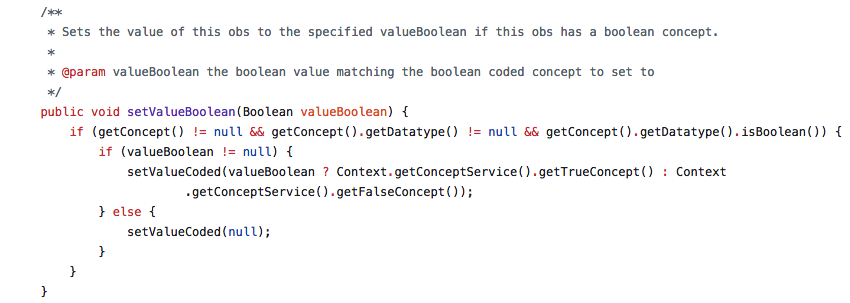 /**
 * Sets the value of this obs to the specified valueBoolean if this obs has a boolean concept.
 *
 * @param valueBoolean the boolean value matching the boolean coded concept to set to
 */
public void setValueBoolean(Boolean valueBoolean) {
    if (getConcept() != null && getConcept().getDatatype() != null && getConcept().getDatatype().isBoolean()) {
        if (valueBoolean != null) {
            setValueCoded(valueBoolean ? Context.getConceptService().getTrueConcept() : Context
                    .getConceptService().getFalseConcept());
        } else {
            setValueCoded(null);
        }
    }
}